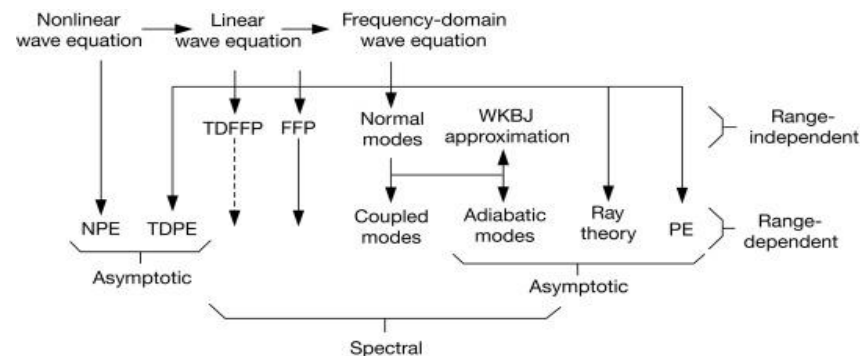 Nonlinear
wave equation
Linear
wave equation
Frequency-domain
wave equation
TDFFP
FFP
Normal
modes
WKBJ
approximation
Range-
independent
NPE
TDPE
Coupled
modes
Adiabatic
modes
Ray
theory
PE
Range-
dependent
Asymptotic
Asymptotic
Spectral